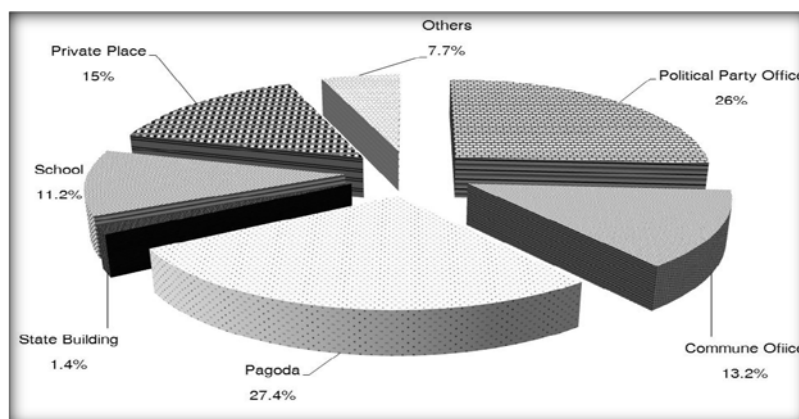 Others
7.7%
Private Place
15%
Political Party Office
26%
School
11.2%
State Building
1.4%
Pagoda
27.4%
Commune Ofiice
13.2%